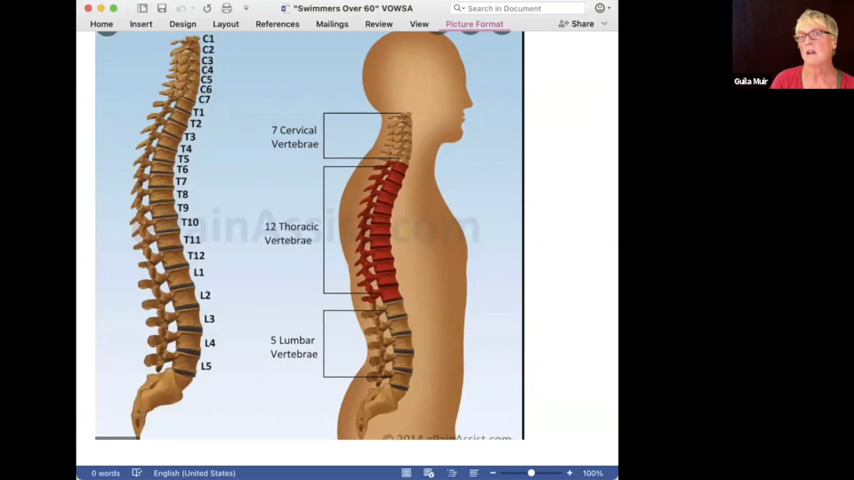 "Swimmers Over 60" VOWSA
Search in Document
Home Insert Design Layout References Mailings Review View Picture Format Share
Guila Muir
C1
C2
C3
C4
C5
C6
C7
T1
T2
T3
T4
T5
T6
T7
T8
T9
T10
T11
T12
L1
L2
L3
L4
L5
7 Cervical
Vertebrae
12 Thoracic
Vertebrae
5 Lumbar
Vertebrae
ePainAssist.com
© 2014 ePainAssist.com
0 words English (United States) 100%